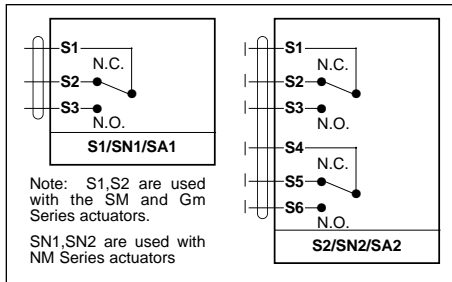 S1
N.C.
S2
S3
N.O.
S1/SN1/SA1
Note: S1,S2 are used
with the SM and Gm
Series actuators.
SN1,SN2 are used with
NM Series actuators
S1
N.C.
S2
S3
N.O.
S4
N.C.
S5
S6
N.O.
S2/SN2/SA2